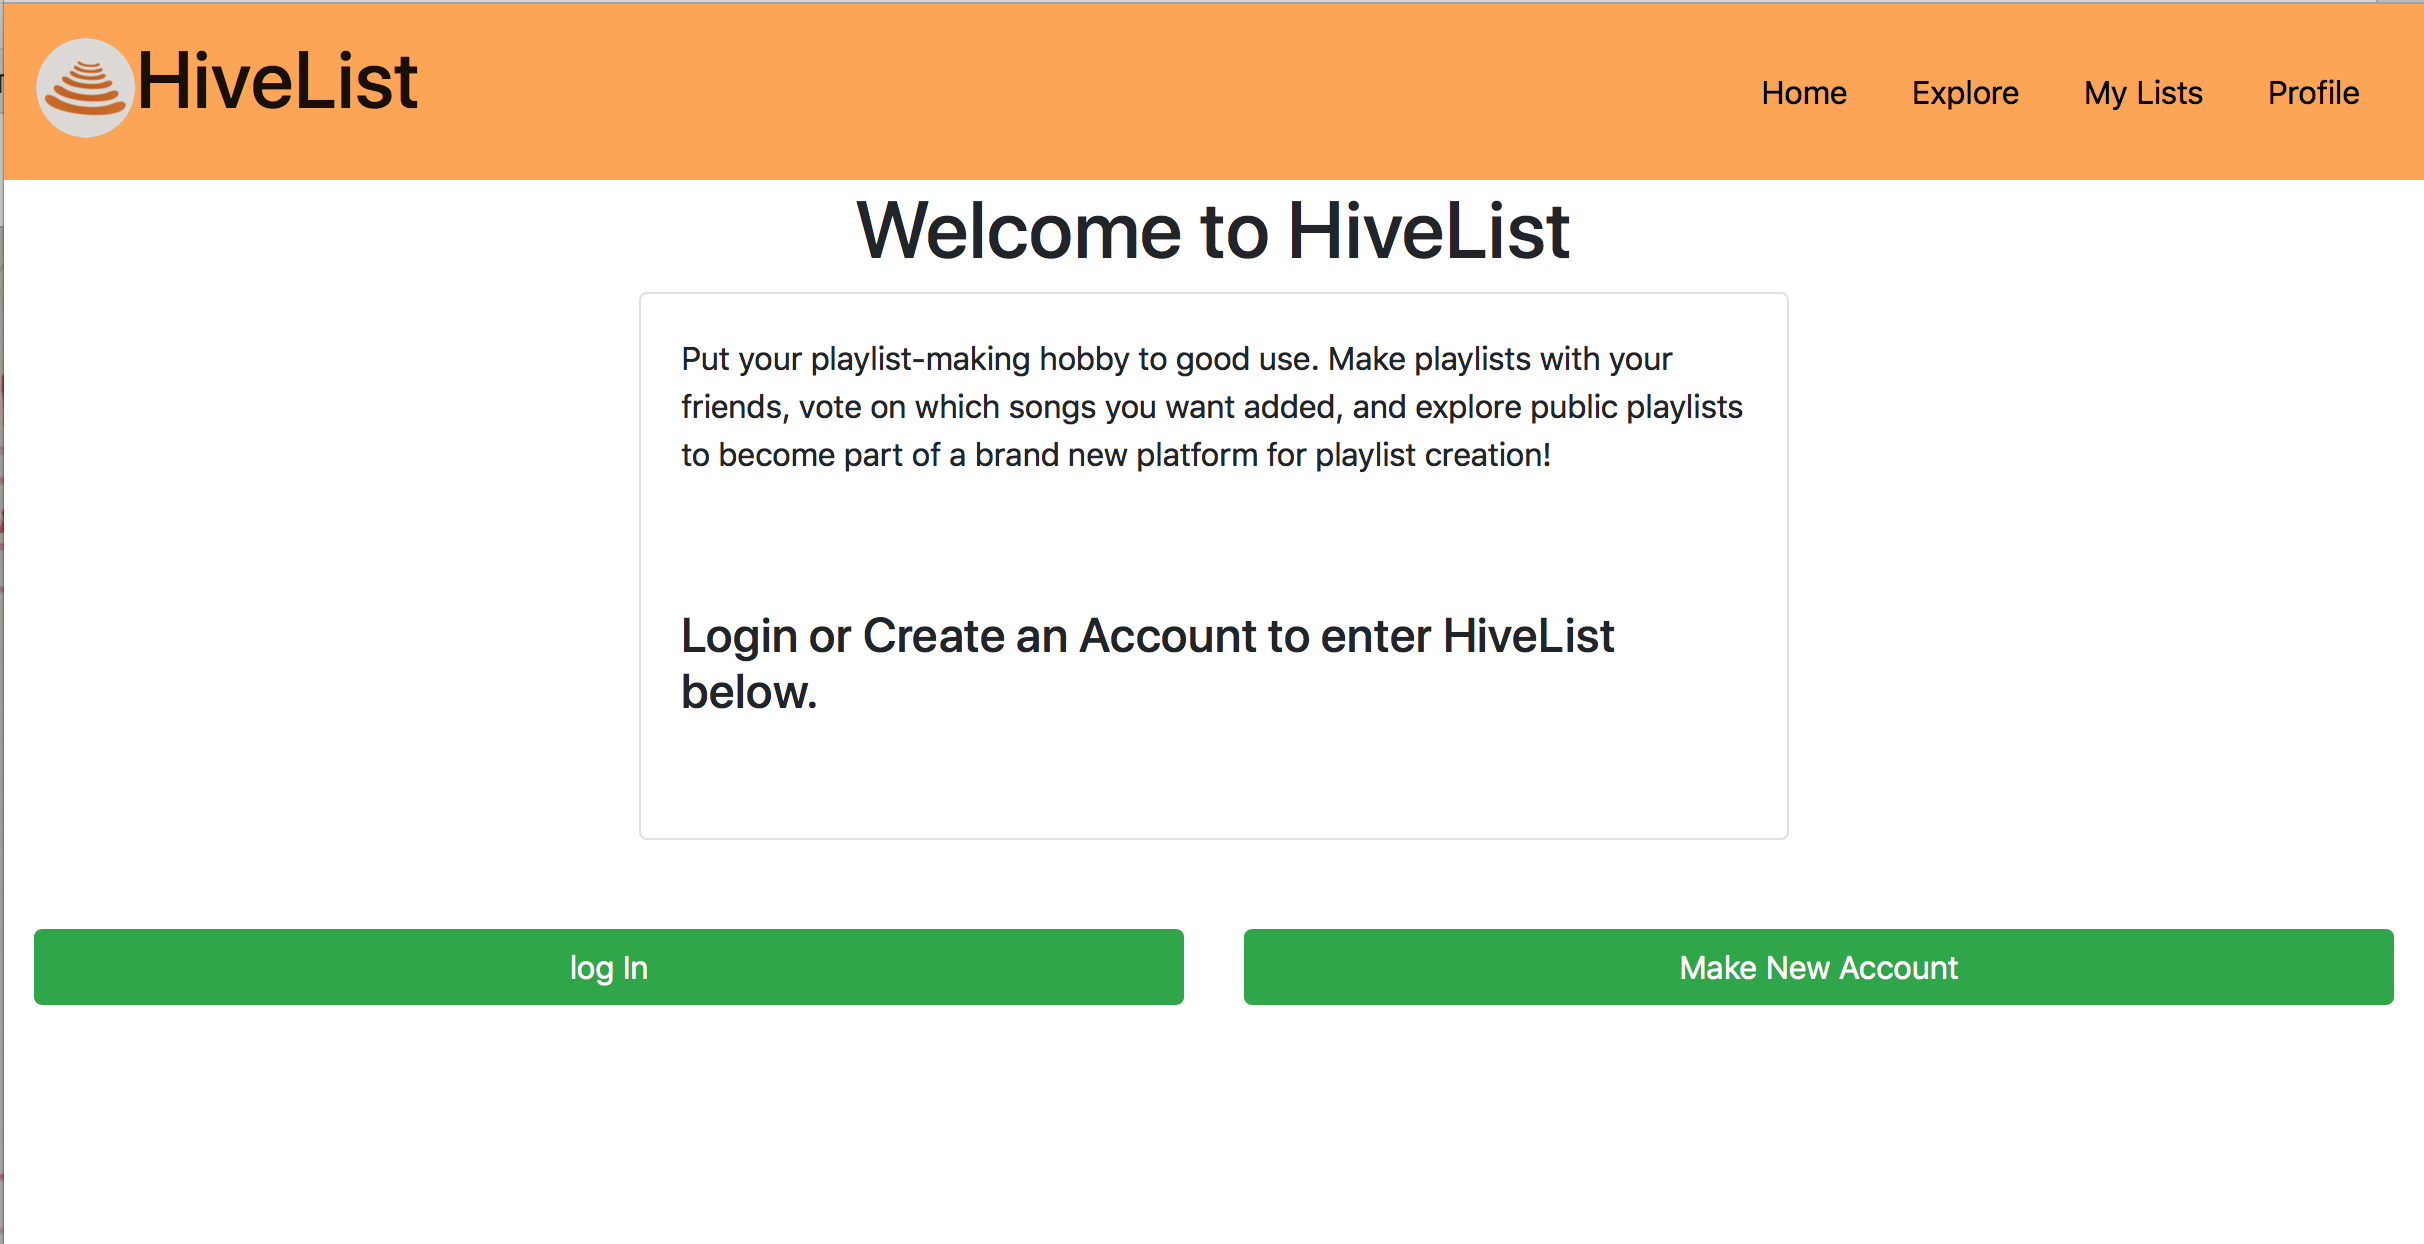 HiveList
Home Explore My Lists Profile
Welcome to HiveList
Put your playlist-making hobby to good use. Make playlists with your
friends, vote on which songs you want added, and explore public playlists
to become part of a brand new platform for playlist creation!
Login or Create an Account to enter HiveList
below.
log In
Make New Account